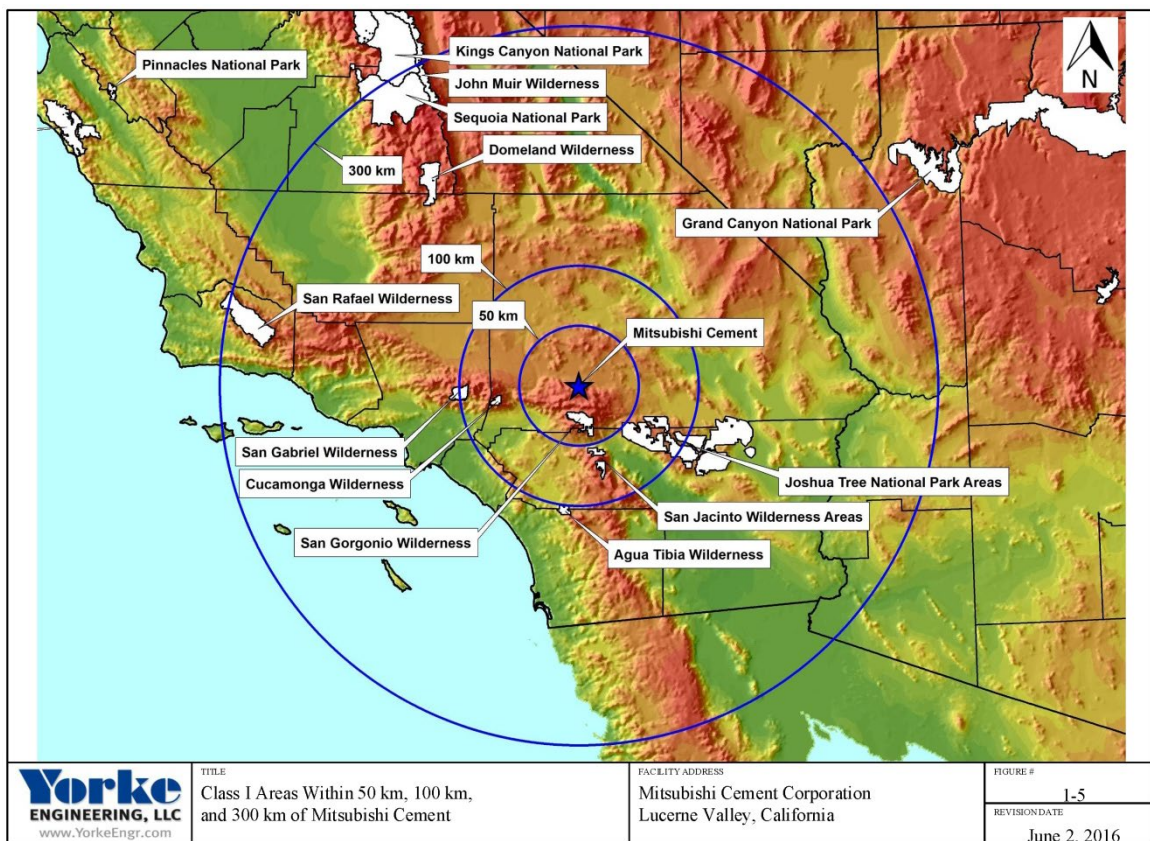 N
Kings Canyon National Park
Pinnacles National Park
John Muir Wilderness
Sequoia National Park
Domeland Wilderness
300 km
Grand Canyon National Park
100 km
San Rafael Wilderness
50 km
Mitsubishi Cement
San Gabriel Wilderness
Cucamonga Wilderness
Joshua Tree National Park Areas
San Jacinto Wilderness Areas
San Gorgonio Wilderness
Agua Tibia Wilderness
Yorke
ENGINEERING, LLC
www.YorkeEngr.com
TITLE
Class I Areas Within 50 km, 100 km,
and 300 km of Mitsubishi Cement
FACILITY ADDRESS
Mitsubishi Cement Corporation
Lucerne Valley, California
FIGURE #
1-5
REVISION DATE
June 2, 2016